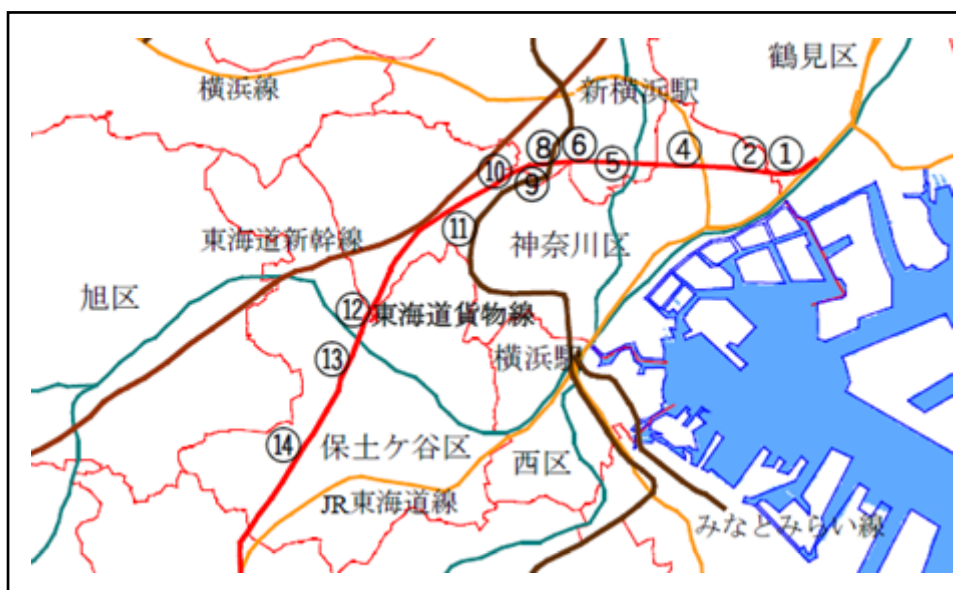 鶴見区
横浜線
新横浜駅
①
②
④
⑤
⑥
⑧
⑨
⑩
⑪
神奈川区
東海道新幹線
旭区
⑫
東海道貨物線
横浜駅
⑬
⑭
保土ケ谷区
西区
JR東海道線
みなとみらい線